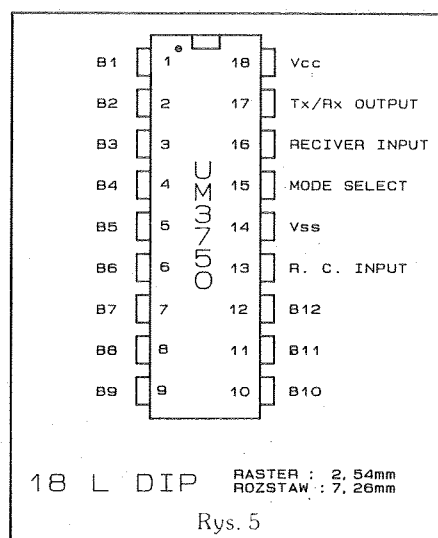 B1 1 18 Vcc
B2 2 17 Tx/Rx OUTPUT
B3 3 16 RECIVER INPUT
B4 4 15 MODE SELECT
B5 5 14 Vss
B6 6 13 R. C. INPUT
B7 7 12 B12
B8 8 11 B11
B9 9 10 B10
UM3750
18 L DIP
RASTER : 2,54mm
ROZSTAW : 7,26mm
Rys. 5